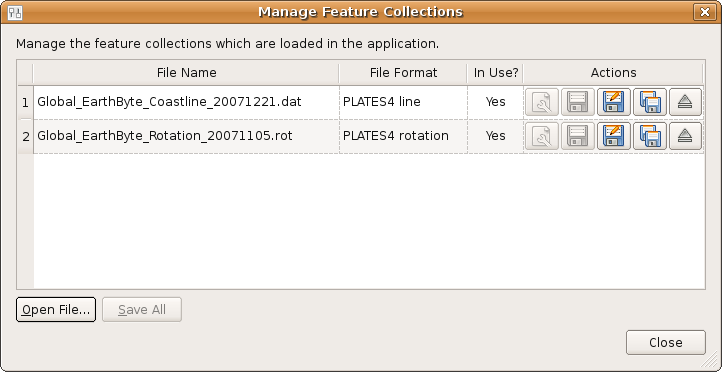 Manage Feature Collections
Manage the feature collections which are loaded in the application.
File Name File Format In Use? Actions
1 Global_EarthByte_Coastline_20071221.dat PLATES4 line Yes
2 Global_EarthByte_Rotation_20071105.rot PLATES4 rotation Yes
Open File... Save All
Close